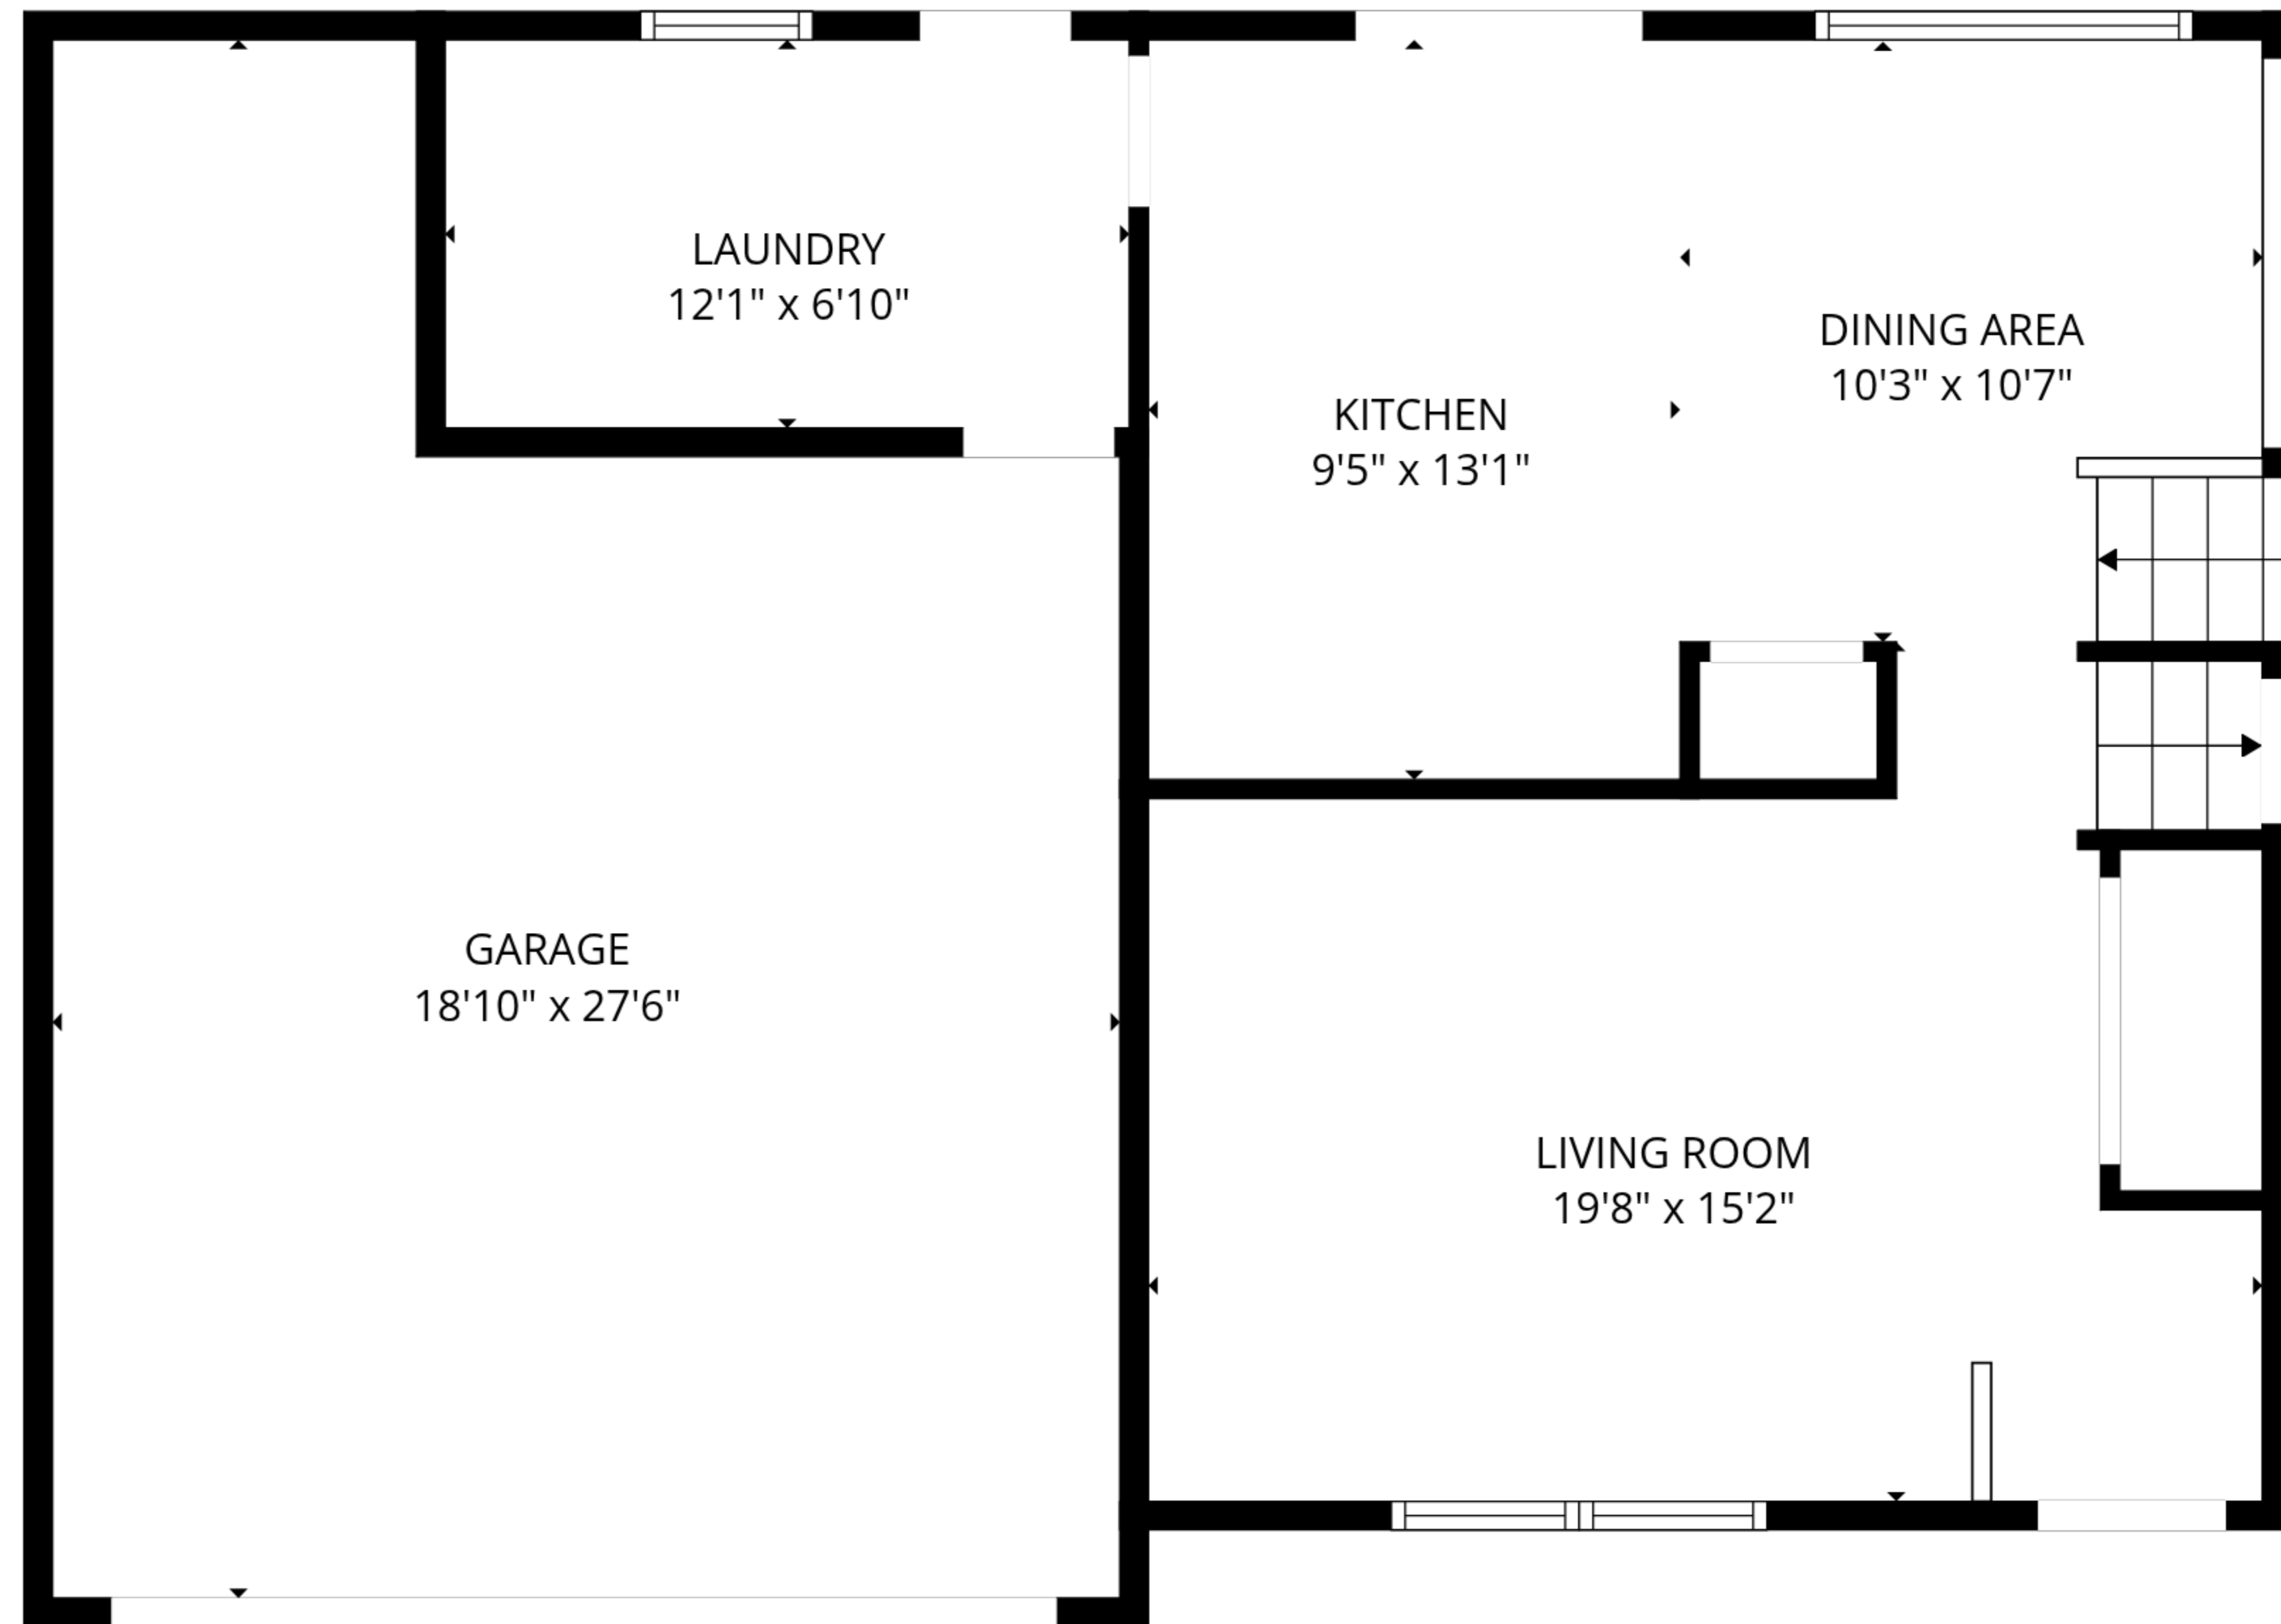 LAUNDRY
12'1" x 6'10"
DINING AREA
10'3" x 10'7"
KITCHEN
9'5" x 13'1"
GARAGE
18'10" x 27'6"
LIVING ROOM
19'8" x 15'2"